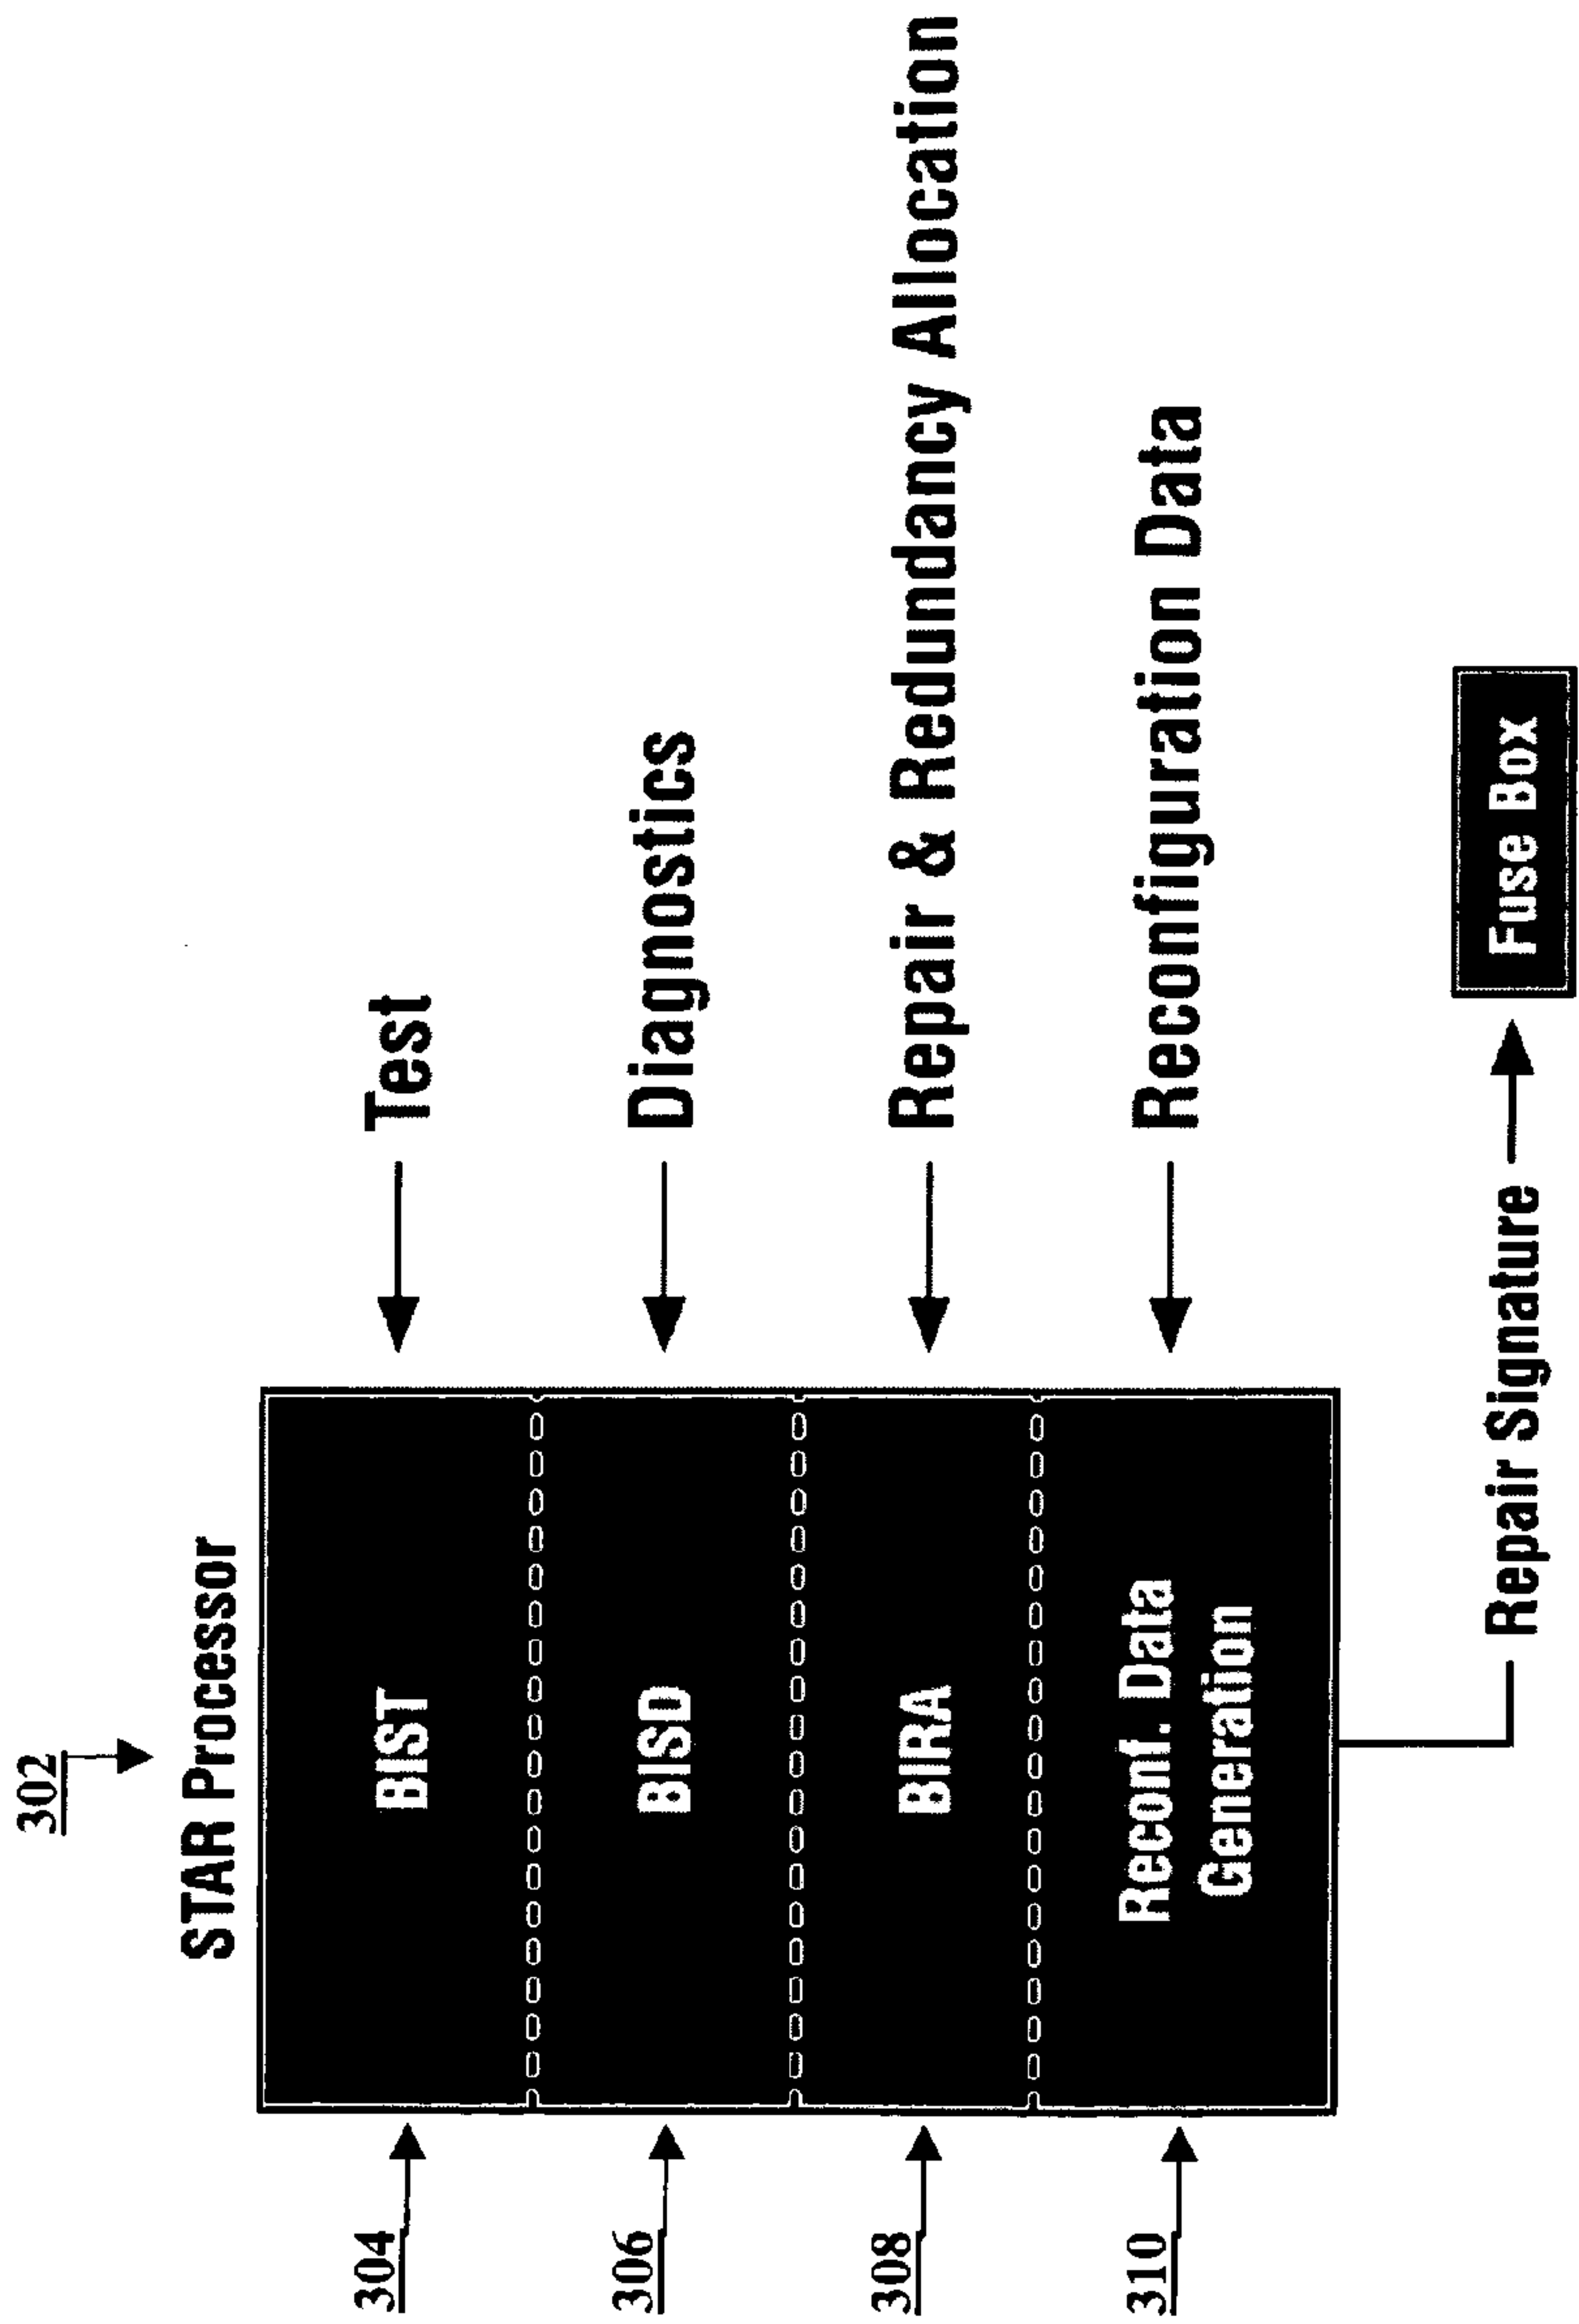 302
STAR Processor
304
BIST
Test
306
BISD
Diagnostics
308
BIRA
Repair & Redundancy Allocation
310
Reconf. Data
Generation
Reconfiguration Data
Repair Signature
Fuse Box